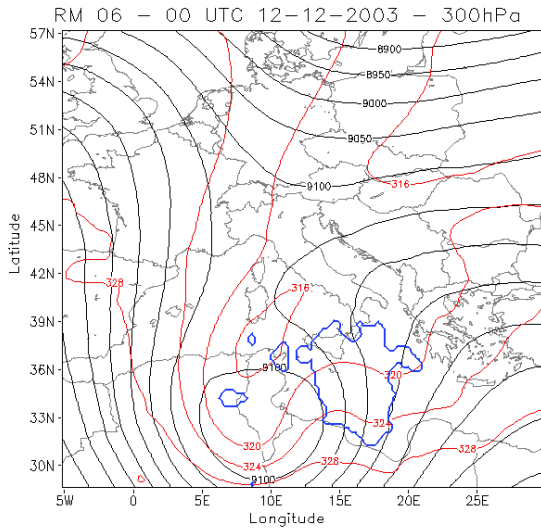 RM 06 - 00 UTC 12-12-2003 - 300hPa
57N
8900
8950
54N
9000
51N
9050
48N
9100
316
45N
Latitude
42N
328
316
39N
9100
36N
320
33N
324
320
324
328
328
30N
9100
5W 0 5E 10E 15E 20E 25E
Longitude